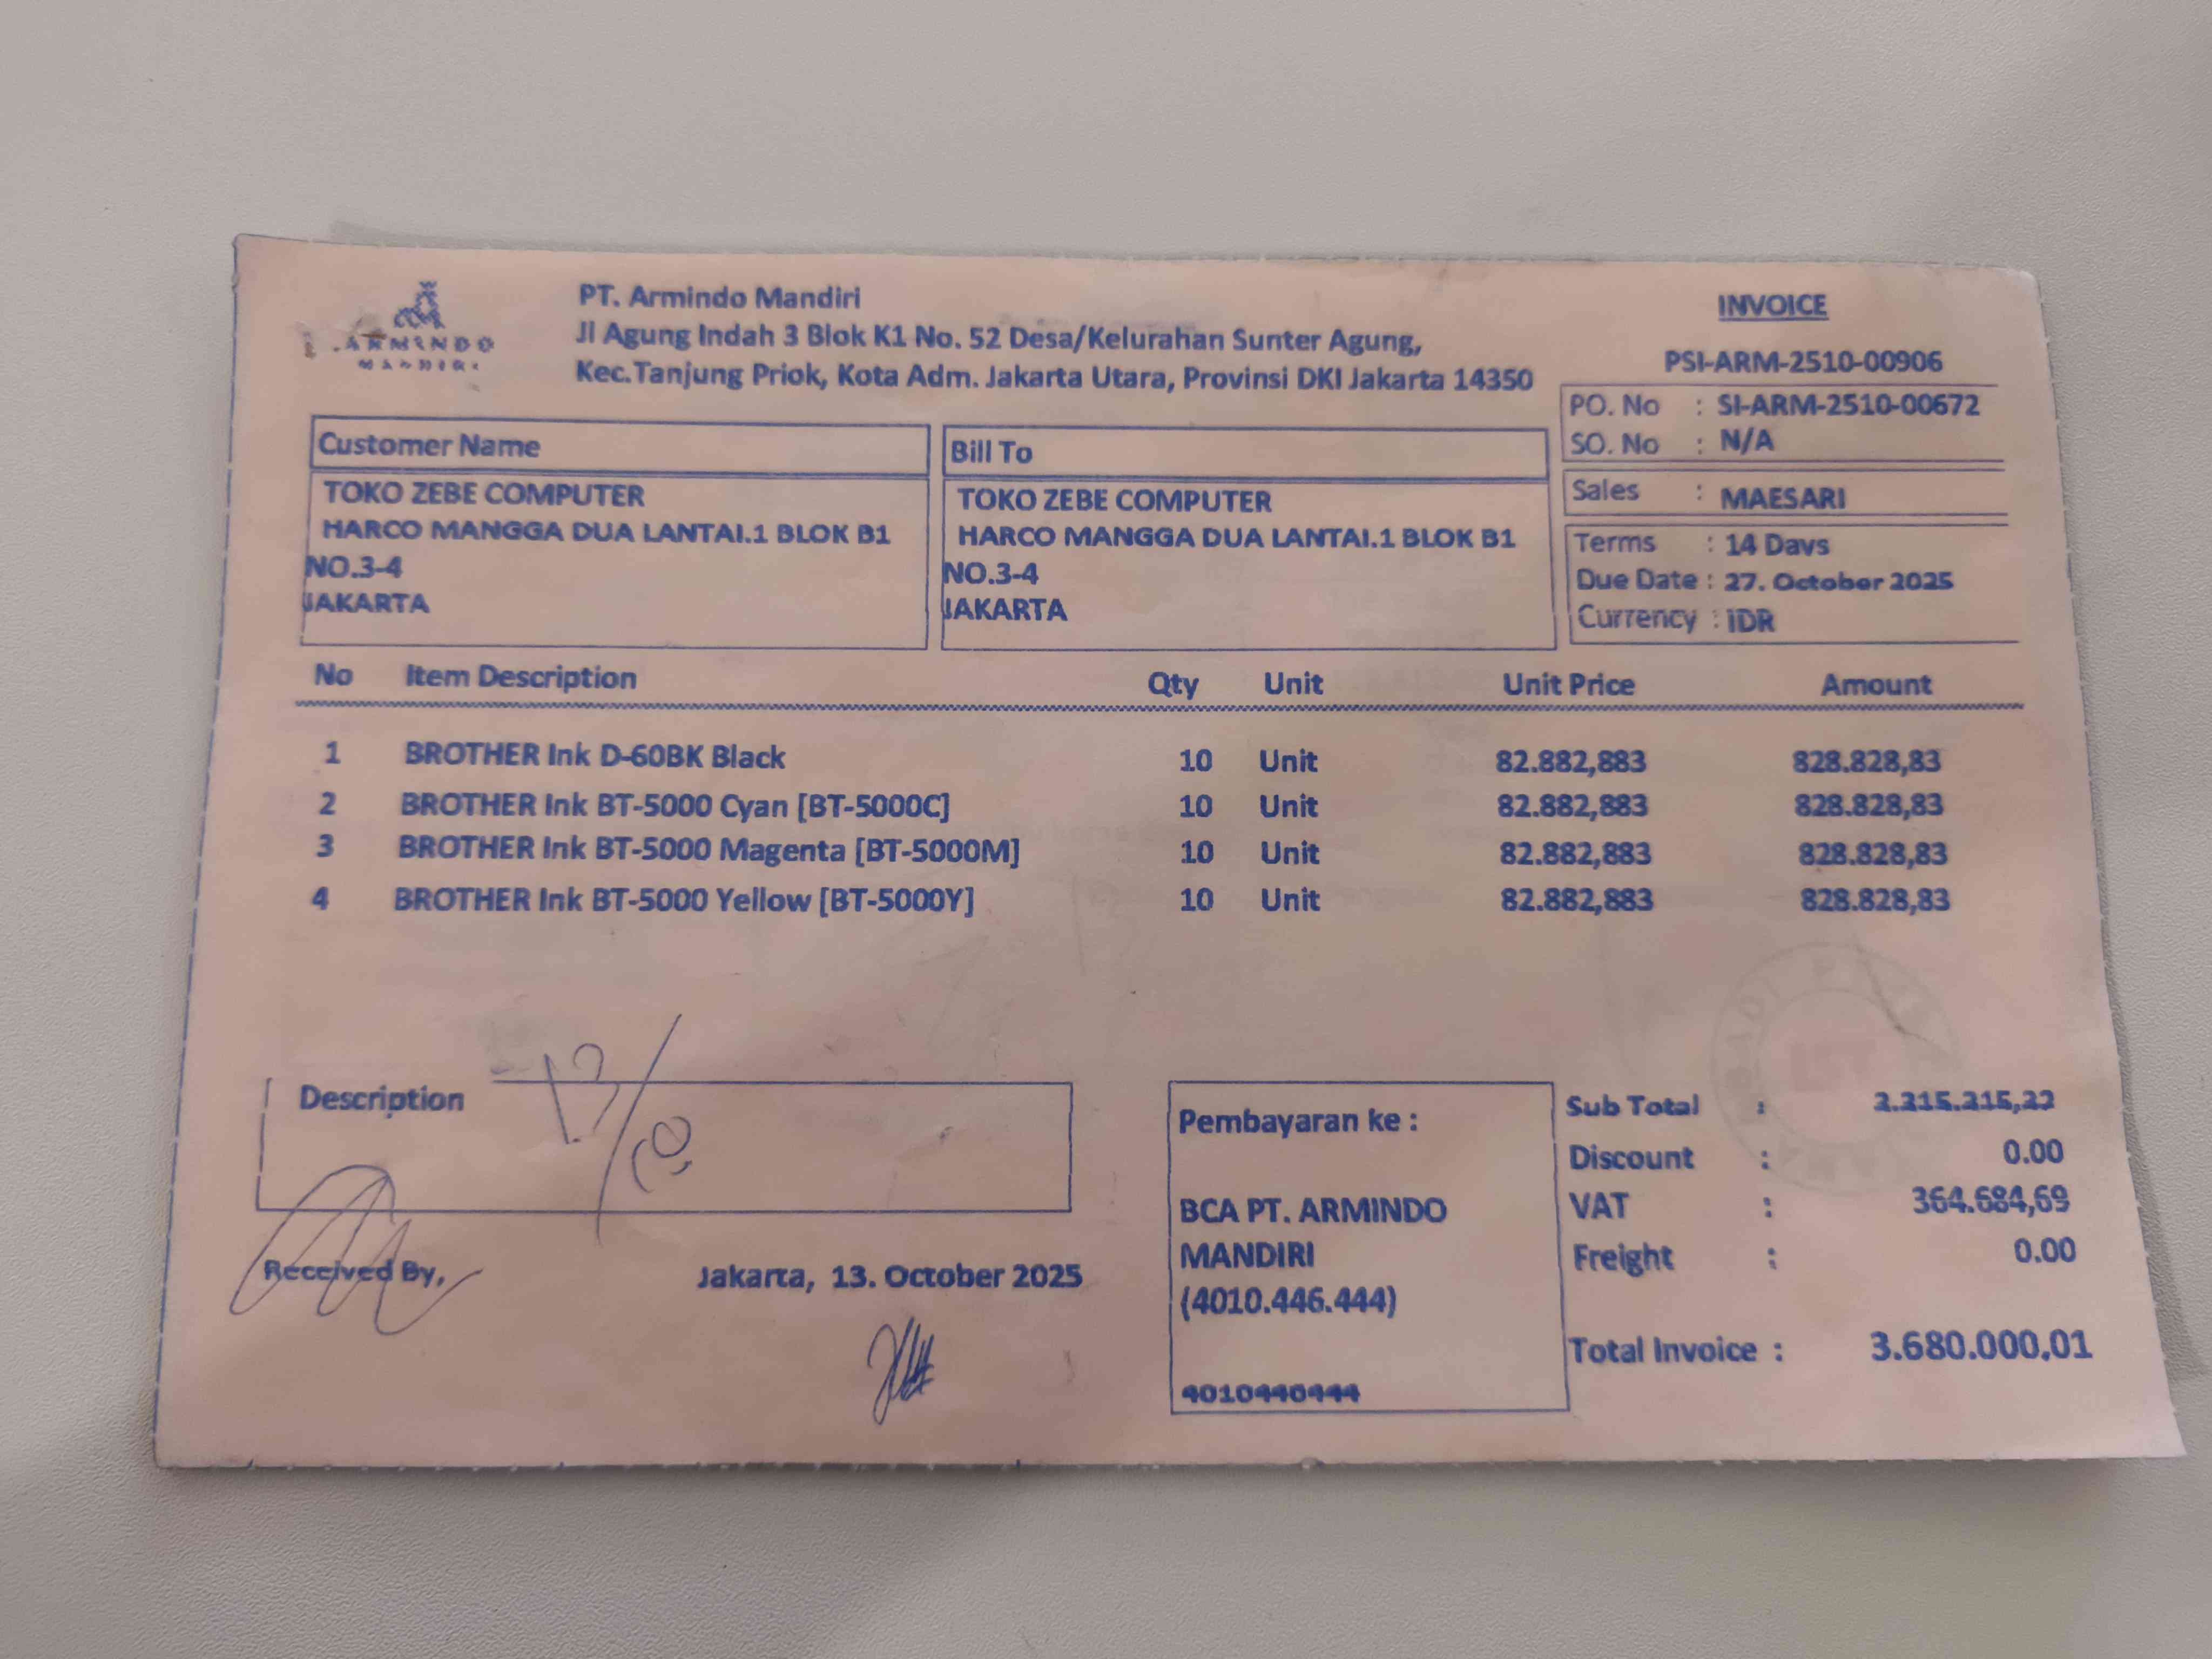 ARMINDO
MANDIRI
PT. Armindo Mandiri
Jl Agung Indah 3 Blok K1 No. 52 Desa/Kelurahan Sunter Agung,
Kec.Tanjung Priok, Kota Adm. Jakarta Utara, Provinsi DKI Jakarta 14350
INVOICE
PSI-ARM-2510-00906
PO. No : SI-ARM-2510-00672
SO. No : N/A
Sales : MAESARI
Terms : 14 Days
Due Date : 27. October 2025
Currency : IDR
Customer Name
TOKO ZEBE COMPUTER
HARCO MANGGA DUA LANTAI.1 BLOK B1
NO.3-4
JAKARTA
Bill To
TOKO ZEBE COMPUTER
HARCO MANGGA DUA LANTAI.1 BLOK B1
NO.3-4
JAKARTA
No Item Description Qty Unit Unit Price Amount
1 BROTHER Ink D-60BK Black 10 Unit 82.882,883 828.828,83
2 BROTHER Ink BT-5000 Cyan [BT-5000C] 10 Unit 82.882,883 828.828,83
3 BROTHER Ink BT-5000 Magenta [BT-5000M] 10 Unit 82.882,883 828.828,83
4 BROTHER Ink BT-5000 Yellow [BT-5000Y] 10 Unit 82.882,883 828.828,83
Description
13/10
Received By,
Jakarta, 13. October 2025
Pembayaran ke :
BCA PT. ARMINDO
MANDIRI
(4010.446.444)
4010446444
Sub Total : 3.315.315,32
Discount : 0.00
VAT : 364.684,69
Freight : 0.00
Total Invoice : 3.680.000,01